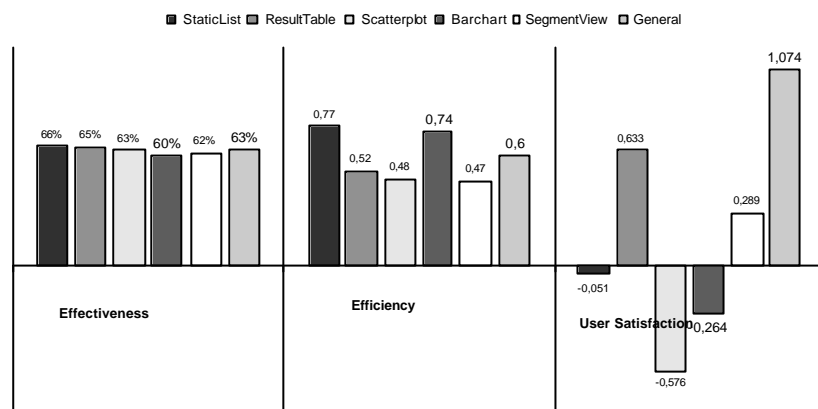 StaticList ResultTable Scatterplot Barchart SegmentView General
66% 65% 63% 60% 62% 63%
0,77 0,52 0,48 0,74 0,47 0,6
-0,051 0,633 -0,576 -0,264 0,289 1,074
Effectiveness
Efficiency
User Satisfaction